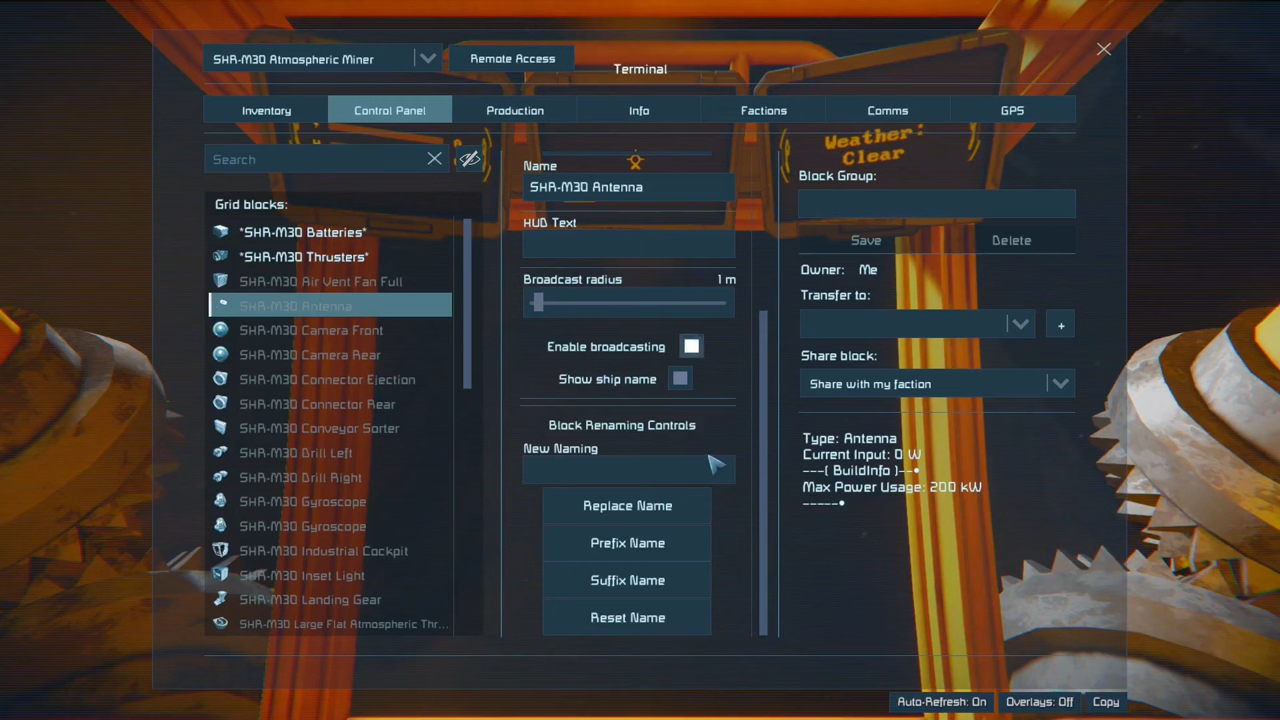 SHR-M30 Atmospheric Miner
Remote Access
Terminal
Inventory
Control Panel
Production
Info
Factions
Comms
GPS
Weather:
Clear
Search
Grid blocks:
*SHR-M30 Batteries*
*SHR-M30 Thrusters*
SHR-M30 Air Vent Fan Full
SHR-M30 Antenna
SHR-M30 Camera Front
SHR-M30 Camera Rear
SHR-M30 Connector Ejection
SHR-M30 Connector Rear
SHR-M30 Conveyor Sorter
SHR-M30 Drill Left
SHR-M30 Drill Right
SHR-M30 Gyroscope
SHR-M30 Gyroscope
SHR-M30 Industrial Cockpit
SHR-M30 Inset Light
SHR-M30 Landing Gear
SHR-M30 Large Flat Atmospheric Thr...
Name
SHR-M30 Antenna
HUD Text
Broadcast radius 1 m
Enable broadcasting
Show ship name
Block Renaming Controls
New Naming
Replace Name
Prefix Name
Suffix Name
Reset Name
Block Group:
Save Delete
Owner: Me
Transfer to:
+
Share block:
Share with my faction
Type: Antenna
Current Input: 0 W
---( BuildInfo )--•
Max Power Usage: 200 kW
-----•
Auto-Refresh: On
Overlays: Off
Copy